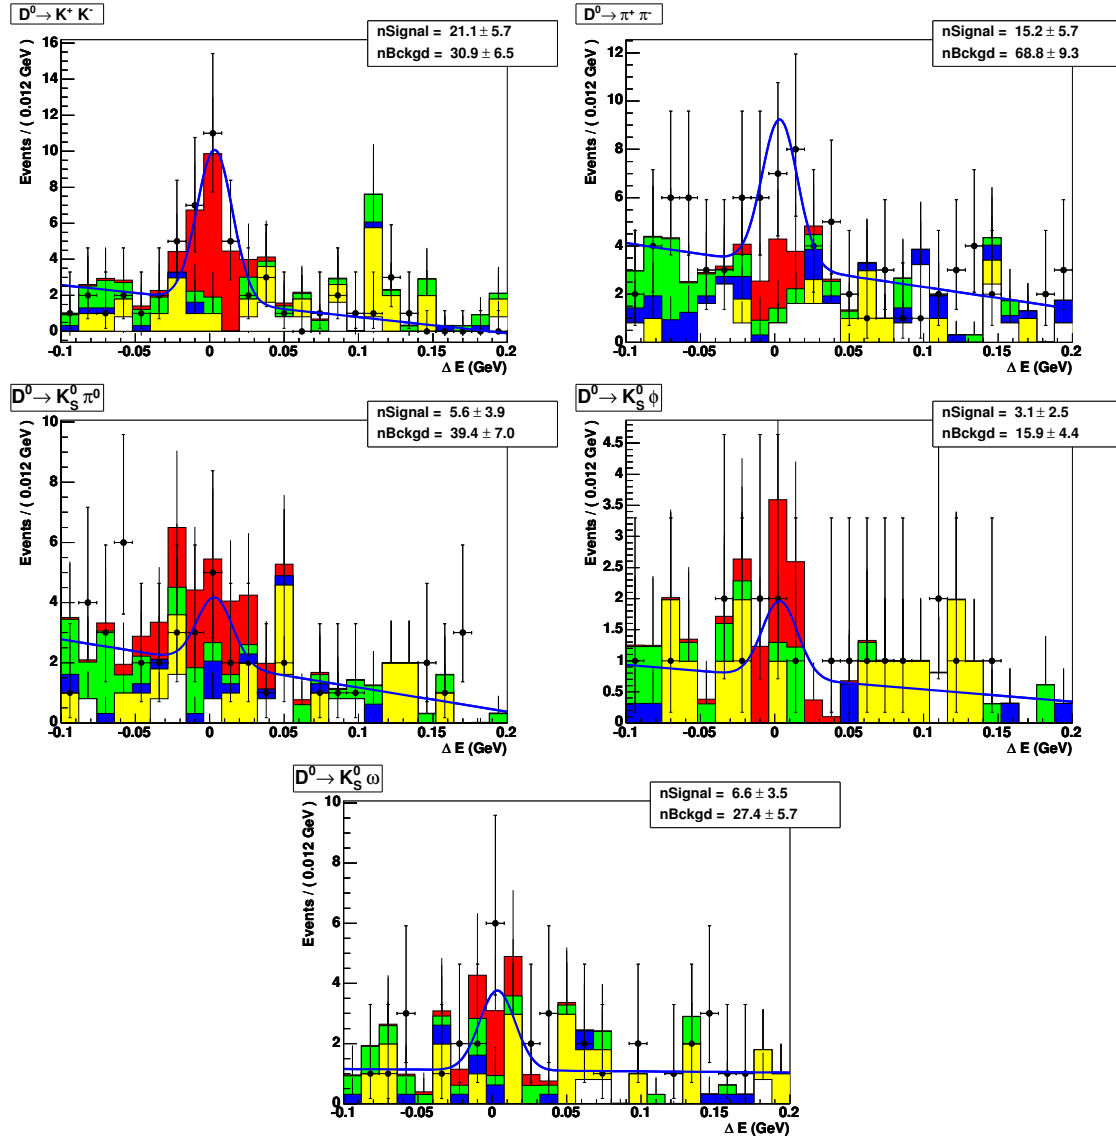 D⁰→ K⁺ K⁻
nSignal = 21.1 ± 5.7
nBckgd = 30.9 ± 6.5
Events / ( 0.012 GeV )
16
14
12
10
8
6
4
2
0
-0.1 -0.05 0 0.05 0.1 0.15 0.2
Δ E (GeV)
D⁰→ π⁺ π⁻
nSignal = 15.2 ± 5.7
nBckgd = 68.8 ± 9.3
Events / ( 0.012 GeV )
12
10
8
6
4
2
0
-0.1 -0.05 0 0.05 0.1 0.15 0.2
Δ E (GeV)
D⁰→ K⁰_S π⁰
nSignal = 5.6 ± 3.9
nBckgd = 39.4 ± 7.0
Events / ( 0.012 GeV )
10
8
6
4
2
0
-0.1 -0.05 0 0.05 0.1 0.15 0.2
Δ E (GeV)
D⁰→ K⁰_S ϕ
nSignal = 3.1 ± 2.5
nBckgd = 15.9 ± 4.4
Events / ( 0.012 GeV )
4.5
4
3.5
3
2.5
2
1.5
1
0.5
0
-0.1 -0.05 0 0.05 0.1 0.15 0.2
Δ E (GeV)
D⁰→ K⁰_S ω
nSignal = 6.6 ± 3.5
nBckgd = 27.4 ± 5.7
Events / ( 0.012 GeV )
10
8
6
4
2
0
-0.1 -0.05 0 0.05 0.1 0.15 0.2
Δ E (GeV)